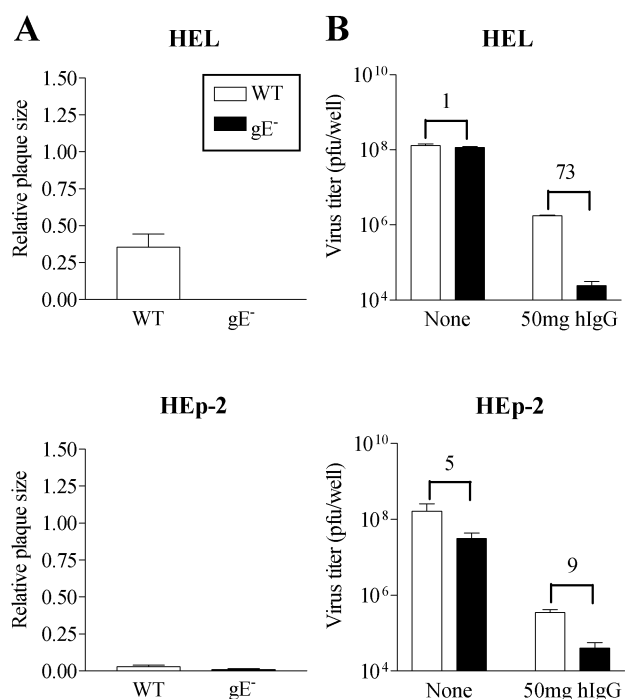 A
HEL
Relative plaque size
1.50
1.25
1.00
0.75
0.50
0.25
0.00
WT
gE⁻
WT
gE⁻
B
HEL
Virus titer (pfu/well)
10¹⁰
10⁸
10⁶
10⁴
1
73
None
50mg hIgG
HEp-2
Relative plaque size
1.50
1.25
1.00
0.75
0.50
0.25
0.00
WT
gE⁻
HEp-2
Virus titer (pfu/well)
10¹⁰
10⁸
10⁶
10⁴
5
9
None
50mg hIgG